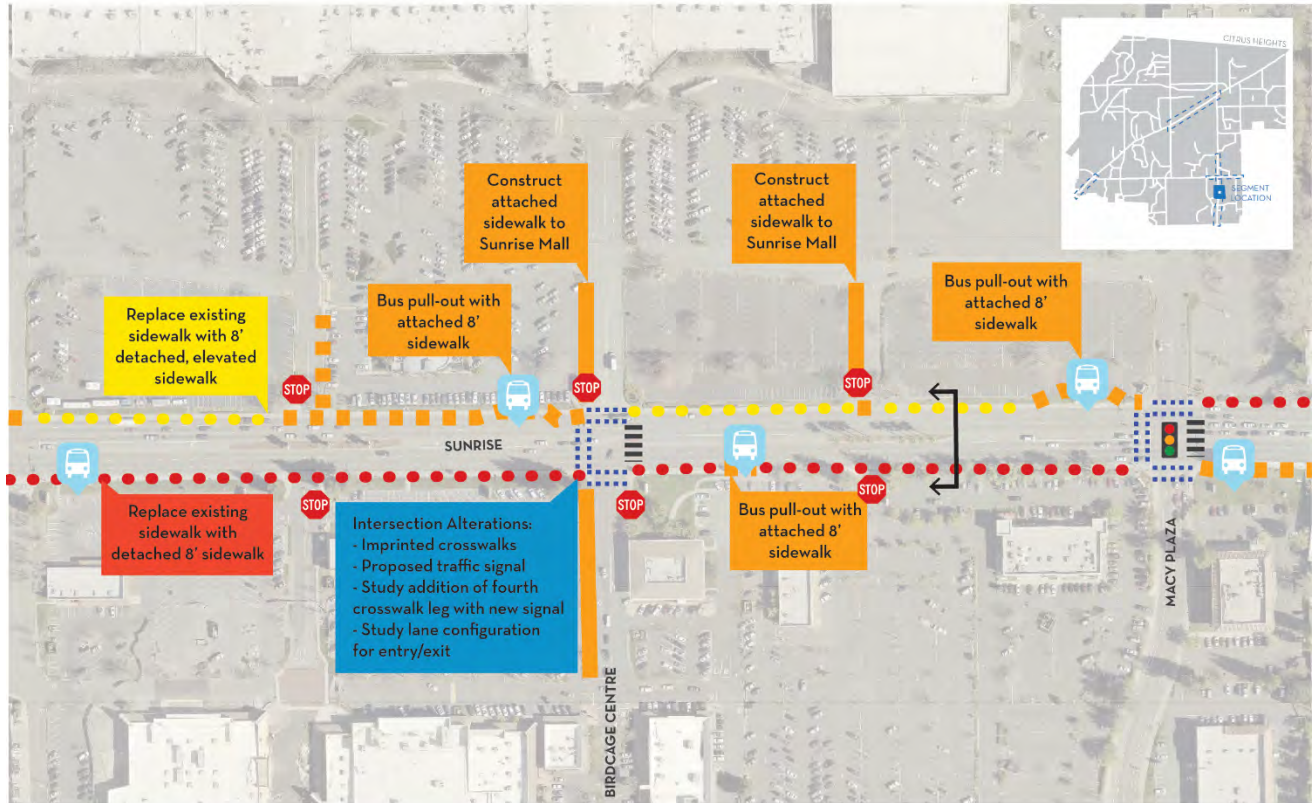 CITRUS HEIGHTS
SEGMENT
LOCATION
Construct
attached
sidewalk to
Sunrise Mall
Construct
attached
sidewalk to
Sunrise Mall
Bus pull-out with
attached 8'
sidewalk
Bus pull-out with
attached 8'
sidewalk
Replace existing
sidewalk with 8'
detached, elevated
sidewalk
STOP
STOP
STOP
SUNRISE
STOP
STOP
STOP
Replace existing
sidewalk with
detached 8' sidewalk
Intersection Alterations:
- Imprinted crosswalks
- Proposed traffic signal
- Study addition of fourth
crosswalk leg with new signal
- Study lane configuration
for entry/exit
Bus pull-out with
attached 8'
sidewalk
MACY PLAZA
BIRDCAGE CENTRE